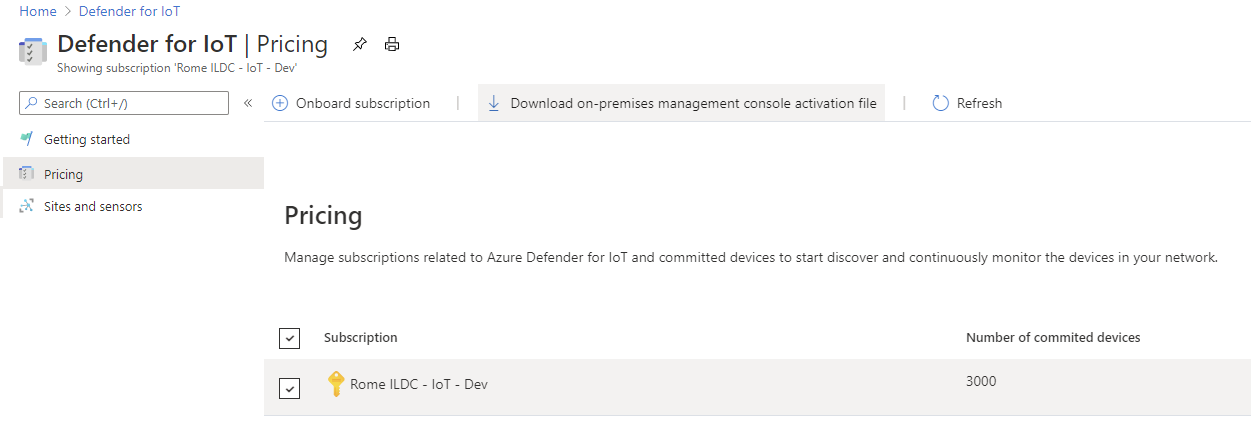 Home > Defender for IoT
Defender for IoT | Pricing
Showing subscription 'Rome ILDC - IoT - Dev'
Search (Ctrl+/)
«
Onboard subscription | Download on-premises management console activation file | Refresh
Getting started
Pricing
Sites and sensors
Pricing
Manage subscriptions related to Azure Defender for IoT and committed devices to start discover and continuously monitor the devices in your network.
Subscription Number of commited devices
Rome ILDC - IoT - Dev 3000